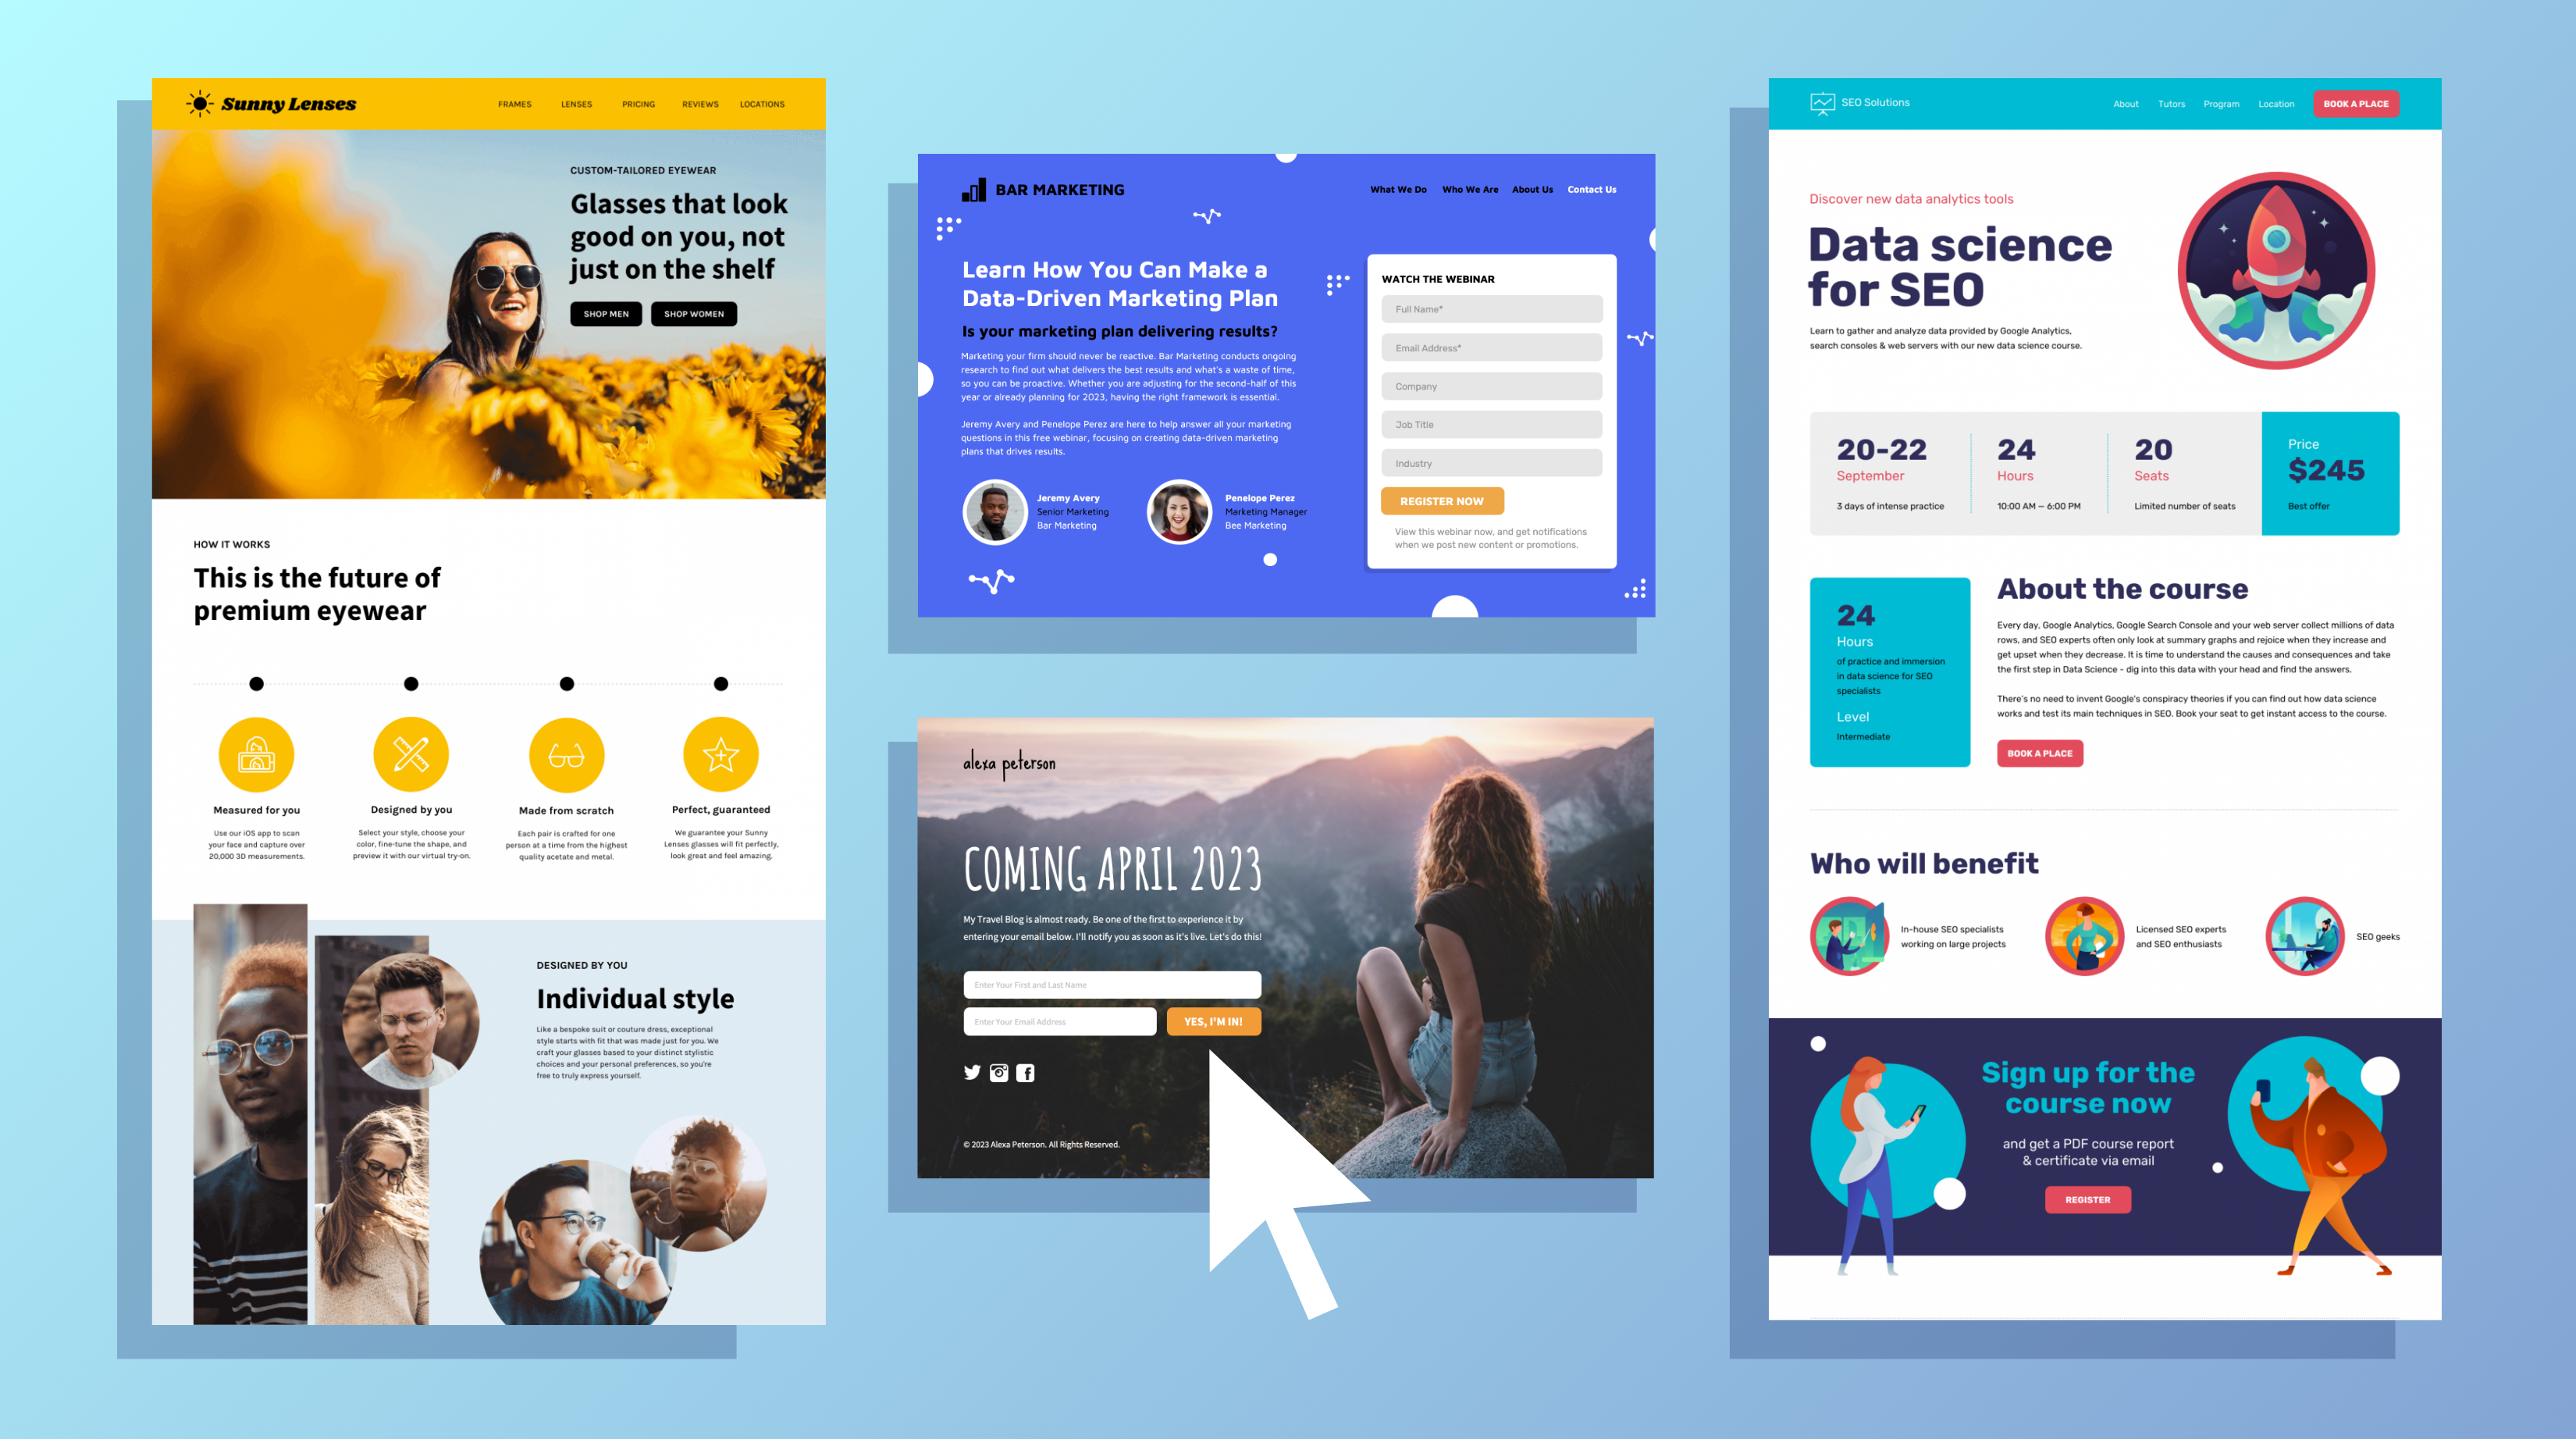 Sunny Lenses
FRAMES LENSES PRICING REVIEWS LOCATIONS
CUSTOM-TAILORED EYEWEAR
Glasses that look
good on you, not
just on the shelf
SHOP MEN SHOP WOMEN
HOW IT WORKS
This is the future of
premium eyewear
Measured for you
Use our iOS app to scan
your face and capture over
20,000 3D measurements.
Designed by you
Select your style, choose your
color, fine-tune the shape, and
preview it with our virtual try-on.
Made from scratch
Each pair is crafted for one
person at a time from the highest
quality acetate and metal.
Perfect, guaranteed
We guarantee your Sunny
Lenses glasses will fit perfectly,
look great and feel amazing.
DESIGNED BY YOU
Individual style
Like a bespoke suit or couture dress, exceptional
style starts with fit that was made just for you. We
craft your glasses based to your distinct stylistic
choices and your personal preferences, so you're
free to truly express yourself.
BAR MARKETING
What We Do Who We Are About Us Contact Us
Learn How You Can Make a
Data-Driven Marketing Plan
Is your marketing plan delivering results?
Marketing your firm should never be reactive. Bar Marketing conducts ongoing
research to find out what delivers the best results and what's a waste of time,
so you can be proactive. Whether you are adjusting for the second-half of this
year or already planning for 2023, having the right framework is essential.
Jeremy Avery and Penelope Perez are here to help answer all your marketing
questions in this free webinar, focusing on creating data-driven marketing
plans that drives results.
Jeremy Avery
Senior Marketing
Bar Marketing
Penelope Perez
Marketing Manager
Bee Marketing
WATCH THE WEBINAR
Full Name*
Email Address*
Company
Job Title
Industry
REGISTER NOW
View this webinar now, and get notifications
when we post new content or promotions.
alexa peterson
COMING APRIL 2023
My Travel Blog is almost ready. Be one of the first to experience it by
entering your email below. I'll notify you as soon as it's live. Let's do this!
Enter Your First and Last Name
Enter Your Email Address
YES, I'M IN!
© 2023 Alexa Peterson. All Rights Reserved.
SEO Solutions
About Tutors Program Location BOOK A PLACE
Discover new data analytics tools
Data science
for SEO
Learn to gather and analyze data provided by Google Analytics,
search consoles & web servers with our new data science course.
20-22
September
3 days of intense practice
24
Hours
10:00 AM – 6:00 PM
20
Seats
Limited number of seats
Price
$245
Best offer
24
Hours
of practice and immersion
in data science for SEO
specialists
Level
Intermediate
About the course
Every day, Google Analytics, Google Search Console and your web server collect millions of data
rows, and SEO experts often only look at summary graphs and rejoice when they increase and
get upset when they decrease. It is time to understand the causes and consequences and take
the first step in Data Science - dig into this data with your head and find the answers.
There's no need to invent Google's conspiracy theories if you can find out how data science
works and test its main techniques in SEO. Book your seat to get instant access to the course.
BOOK A PLACE
Who will benefit
In-house SEO specialists
working on large projects
Licensed SEO experts
and SEO enthusiasts
SEO geeks
Sign up for the
course now
and get a PDF course report
& certificate via email
REGISTER